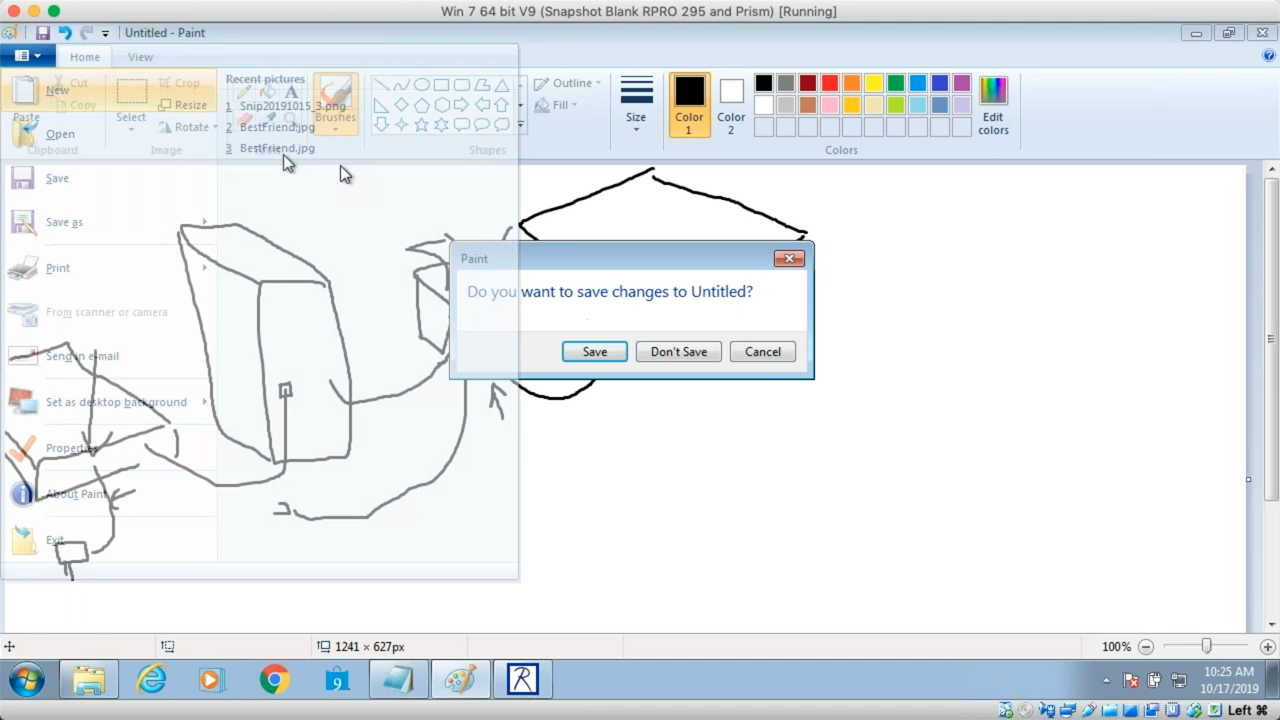 Win 7 64 bit V9 (Snapshot Blank RPRO 295 and Prism) [Running]
Untitled - Paint
Home View
New
Cut
Copy
Paste
Clipboard
Select
Crop
Resize
Rotate
Image
Recent pictures
1 Snip20191015_3.png
2 BestFriend.jpg
3 BestFriend.jpg
Brushes
Shapes
Outline
Fill
Size
Color 1
Color 2
Colors
Edit colors
Open
Save
Save as
Print
From scanner or camera
Send in e-mail
Set as desktop background
Properties
About Paint
Exit
Paint
Do you want to save changes to Untitled?
Save Don't Save Cancel
1241 × 627px
100%
9
R
10:25 AM
10/17/2019
Left ⌘